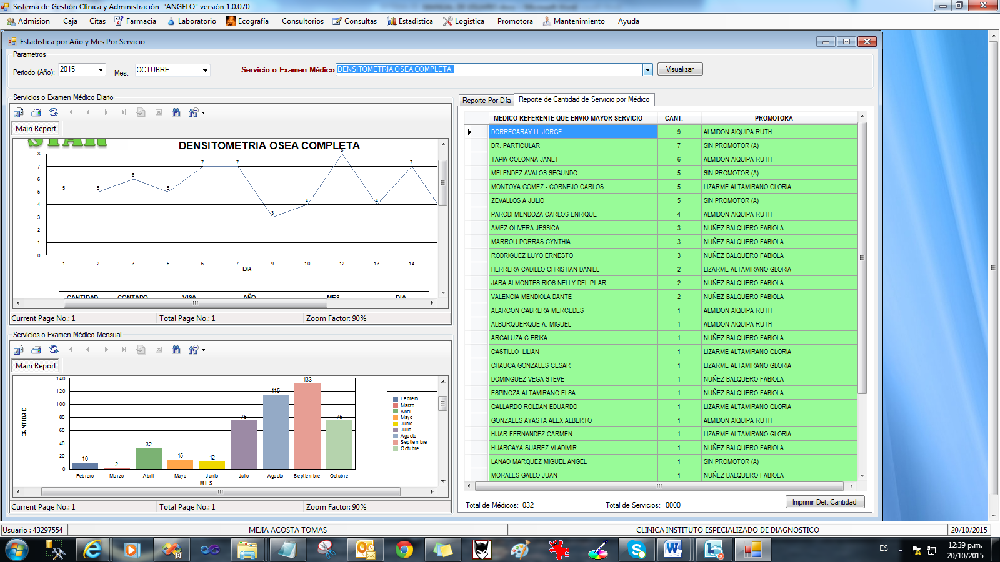 Sistema de Gestión Clínica y Administración "ANGELO" versión 1.0.070
Admision Caja Citas Farmacia Laboratorio Ecografía Consultorios Consultas Estadistica Logistica Promotora Mantenimiento Ayuda
Estadistica por Año y Mes Por Servicio
Parametros
Periodo (Año): 2015 Mes: OCTUBRE Servicio o Examen Médico DENSITOMETRIA OSEA COMPLETA Visualizar
Servicios o Examen Médico Diario
Main Report
STAR
DENSITOMETRIA OSEA COMPLETA
8
7
6
5
4
3
2
1
0
5 5 6 5 7 7 3 4 8 4 7
1 2 3 5 6 7 9 10 12 13 14
DIA
CANTIDAD CONTADO VISA AÑO MES DIA
Current Page No.: 1 Total Page No.: 1 Zoom Factor: 90%
Servicios o Examen Médico Mensual
Main Report
CANTIDAD
140
120
100
80
60
40
20
0
10 2 32 15 12 75 115 133 75
Febrero Marzo Abril Mayo Junio Julio Agosto Septiembre Octubre
MES
Febrero
Marzo
Abril
Mayo
Junio
Julio
Agosto
Septiembre
Octubre
Current Page No.: 1 Total Page No.: 1 Zoom Factor: 90%
Reporte Por Día Reporte de Cantidad de Servicio por Médico
MEDICO REFERENTE QUE ENVIO MAYOR SERVICIO CANT. PROMOTORA
DORREGARAY LL JORGE 9 ALMIDON AIQUIPA RUTH
DR. PARTICULAR 7 SIN PROMOTOR (A)
TAPIA COLONNA JANET 6 ALMIDON AIQUIPA RUTH
MELENDEZ AVALOS SEGUNDO 5 SIN PROMOTOR (A)
MONTOYA GOMEZ - CORNEJO CARLOS 5 LIZARME ALTAMIRANO GLORIA
ZEVALLOS A JULIO 5 SIN PROMOTOR (A)
PARODI MENDOZA CARLOS ENRIQUE 4 ALMIDON AIQUIPA RUTH
AMEZ OLIVERA JESSICA 3 NUÑEZ BALQUERO FABIOLA
MARROU PORRAS CYNTHIA 3 NUÑEZ BALQUERO FABIOLA
RODRIGUEZ LUYO ERNESTO 3 NUÑEZ BALQUERO FABIOLA
HERRERA CADILLO CHRISTIAN DANIEL 2 LIZARME ALTAMIRANO GLORIA
JARA ALMONTES RIOS NELLY DEL PILAR 2 NUÑEZ BALQUERO FABIOLA
VALENCIA MENDIOLA DANTE 2 NUÑEZ BALQUERO FABIOLA
ALARCON CABRERA MERCEDES 1 ALMIDON AIQUIPA RUTH
ALBURQUERQUE A. MIGUEL 1 ALMIDON AIQUIPA RUTH
ARGALUZA C ERIKA 1 NUÑEZ BALQUERO FABIOLA
CASTILLO LILIAN 1 LIZARME ALTAMIRANO GLORIA
CHAUCA GONZALES CESAR 1 LIZARME ALTAMIRANO GLORIA
DOMINGUEZ VEGA STEVE 1 NUÑEZ BALQUERO FABIOLA
ESPINOZA ALTAMIRANO ELSA 1 NUÑEZ BALQUERO FABIOLA
GALLARDO ROLDAN EDUARDO 1 LIZARME ALTAMIRANO GLORIA
GONZALES AYASTA ALEX ALBERTO 1 ALMIDON AIQUIPA RUTH
HIJAR FERNANDEZ CARMEN 1 LIZARME ALTAMIRANO GLORIA
HUARCAYA SUAREZ VLADIMIR 1 NUÑEZ BALQUERO FABIOLA
LANAO MARQUEZ MIGUEL ANGEL 1 SIN PROMOTOR (A)
MORALES GALLO JUAN 1 NUÑEZ BALQUERO FABIOLA
Total de Médicos: 032 Total de Servicios: 0000 Imprimir Det. Cantidad
Usuario : 43297554 MEJIA ACOSTA TOMAS CLINICA INSTITUTO ESPECIALIZADO DE DIAGNOSTICO 20/10/2015
9
ES 12:39 p.m.
20/10/2015